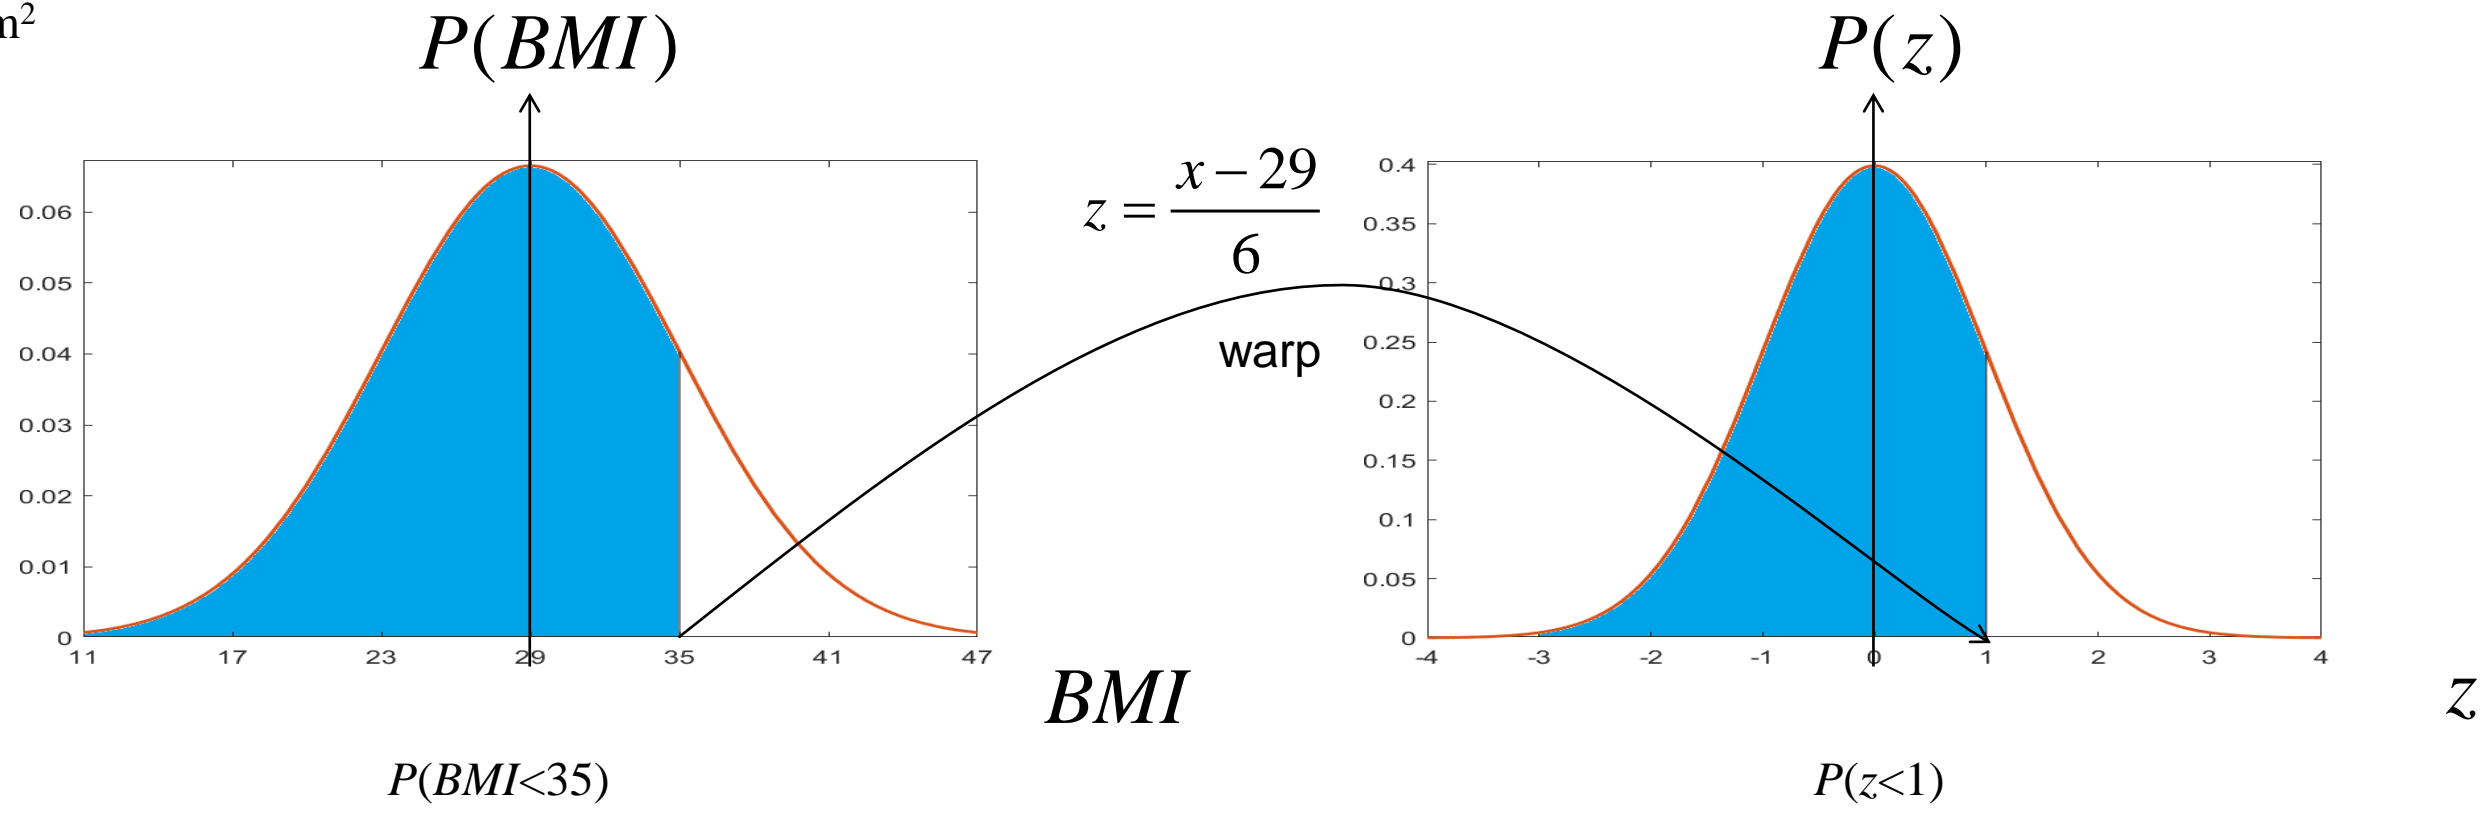 m²
P(BMI)
P(z)
z = (x − 29) / 6
warp
0.06
0.05
0.04
0.03
0.02
0.01
0
11 17 23 29 35 41 47
BMI
0.4
0.35
0.3
0.25
0.2
0.15
0.1
0.05
0
-4 -3 -2 -1 0 1 2 3 4
z
P(BMI<35)
P(z<1)